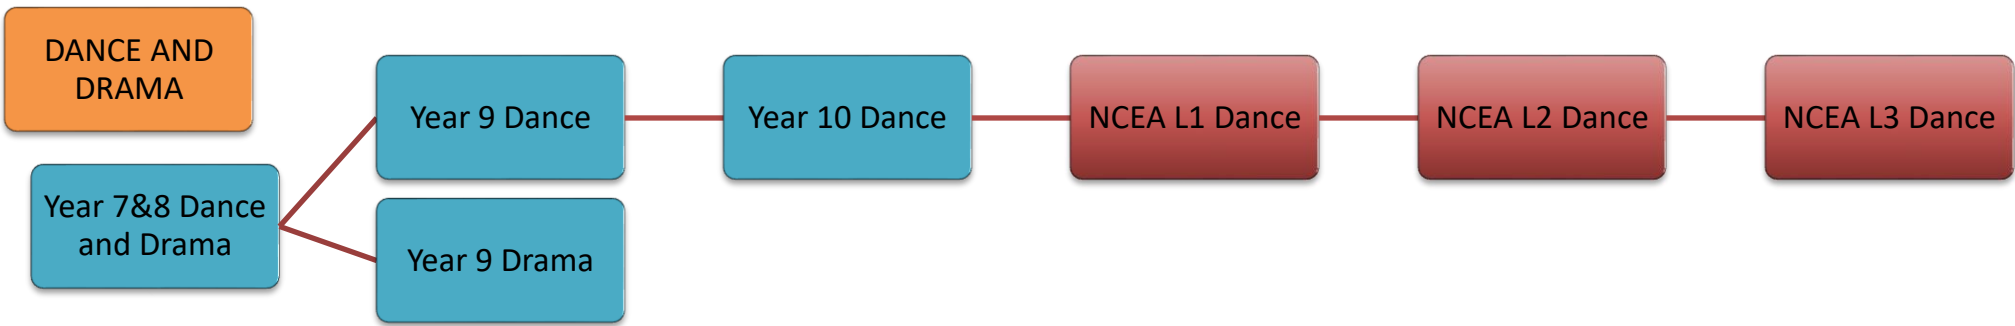 DANCE AND
DRAMA
Year 7&8 Dance
and Drama
Year 9 Dance
Year 10 Dance
NCEA L1 Dance
NCEA L2 Dance
NCEA L3 Dance
Year 9 Drama